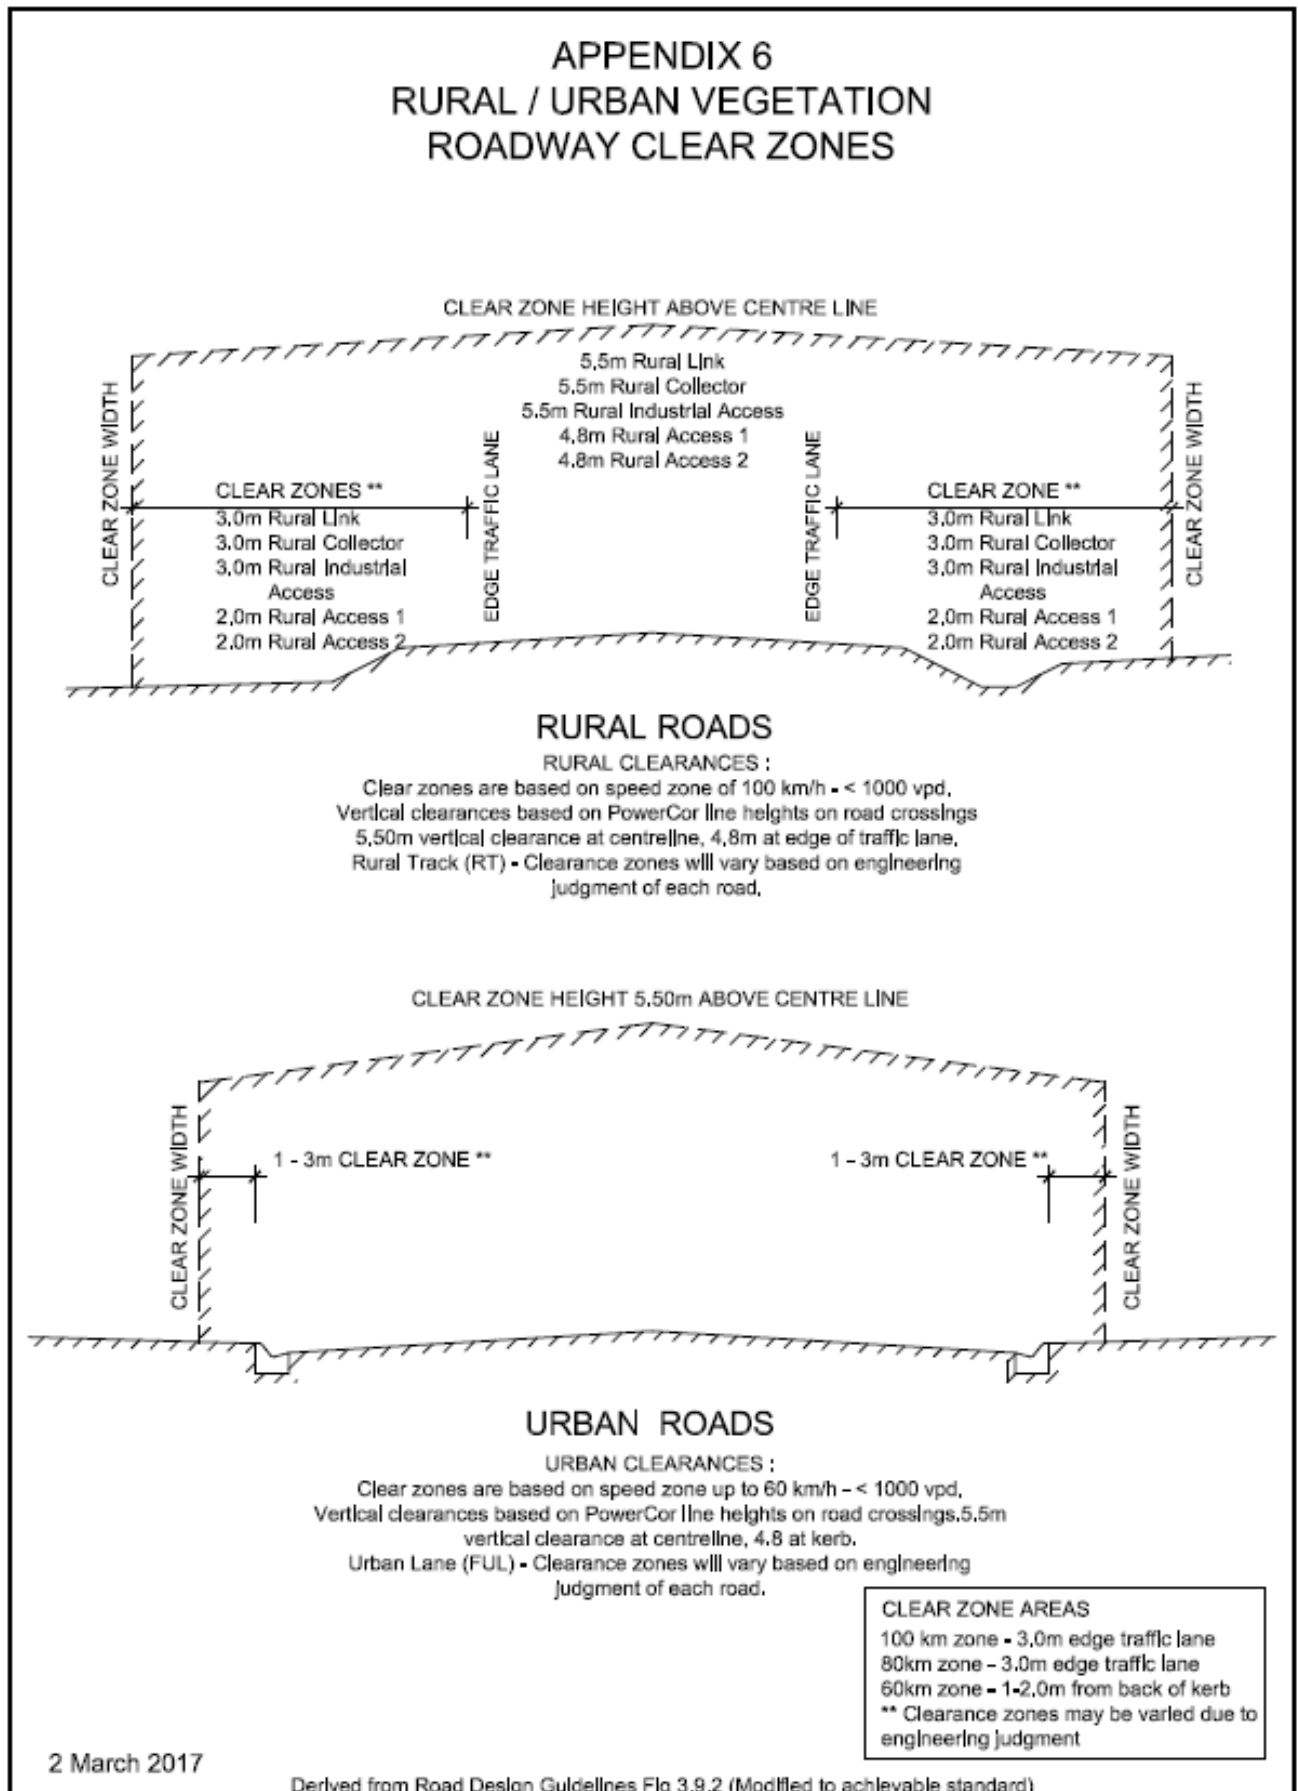 APPENDIX 6
RURAL / URBAN VEGETATION
ROADWAY CLEAR ZONES
CLEAR ZONE HEIGHT ABOVE CENTRE LINE
5.5m Rural Link
5.5m Rural Collector
5.5m Rural Industrial Access
4.8m Rural Access 1
4.8m Rural Access 2
CLEAR ZONE WIDTH
CLEAR ZONES **
3.0m Rural Link
3.0m Rural Collector
3.0m Rural Industrial
Access
2.0m Rural Access 1
2.0m Rural Access 2
EDGE TRAFFIC LANE
EDGE TRAFFIC LANE
CLEAR ZONE **
3.0m Rural Link
3.0m Rural Collector
3.0m Rural Industrial
Access
2.0m Rural Access 1
2.0m Rural Access 2
CLEAR ZONE WIDTH
RURAL ROADS
RURAL CLEARANCES :
Clear zones are based on speed zone of 100 km/h - < 1000 vpd.
Vertical clearances based on PowerCor line heights on road crossings
5.50m vertical clearance at centreline, 4.8m at edge of traffic lane.
Rural Track (RT) - Clearance zones will vary based on engineering
judgment of each road.
CLEAR ZONE HEIGHT 5.50m ABOVE CENTRE LINE
CLEAR ZONE WIDTH
1 - 3m CLEAR ZONE **
1 - 3m CLEAR ZONE **
CLEAR ZONE WIDTH
URBAN ROADS
URBAN CLEARANCES :
Clear zones are based on speed zone up to 60 km/h - < 1000 vpd.
Vertical clearances based on PowerCor line heights on road crossings.5.5m
vertical clearance at centreline, 4.8 at kerb.
Urban Lane (FUL) - Clearance zones will vary based on engineering
judgment of each road.
CLEAR ZONE AREAS
100 km zone - 3.0m edge traffic lane
80km zone - 3.0m edge traffic lane
60km zone - 1-2.0m from back of kerb
** Clearance zones may be varied due to
engineering judgment
2 March 2017
Derived from Road Design Guidelines Fig 3.9.2 (Modified to achievable standard)